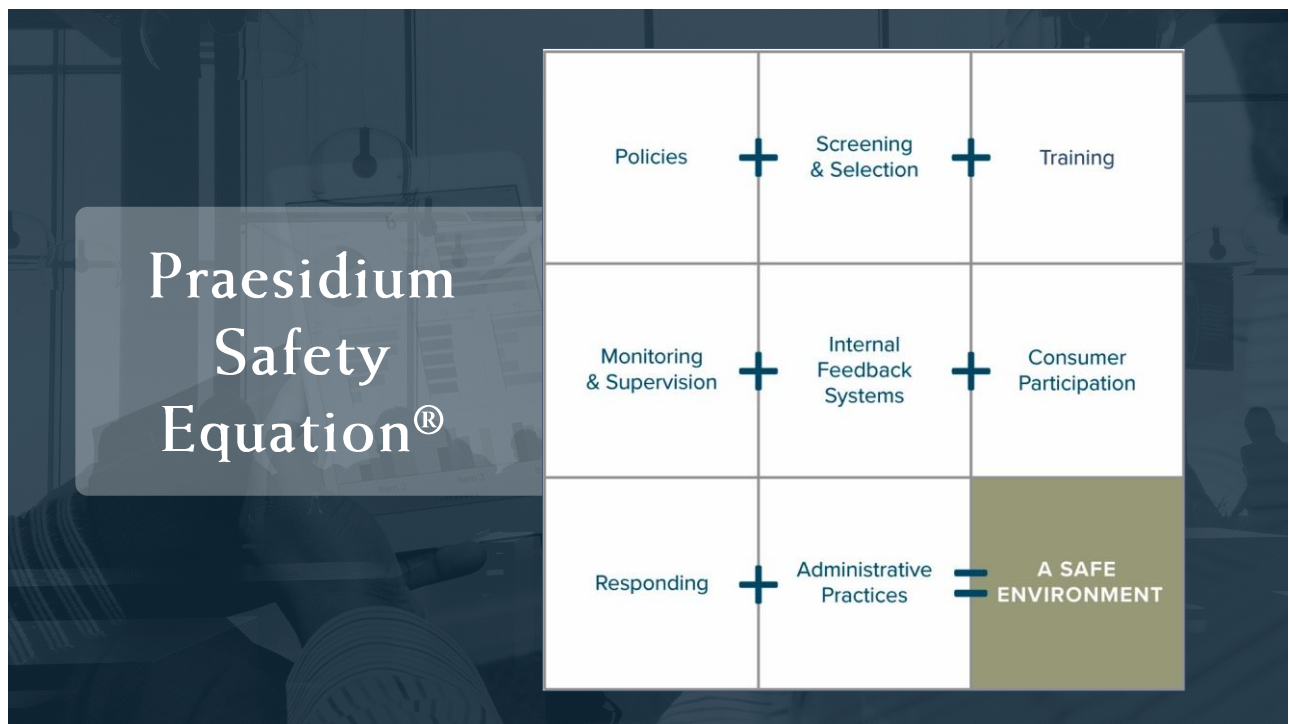 Praesidium
Safety
Equation®
Policies + Screening & Selection + Training
Monitoring & Supervision + Internal Feedback Systems + Consumer Participation
Responding + Administrative Practices = A SAFE ENVIRONMENT